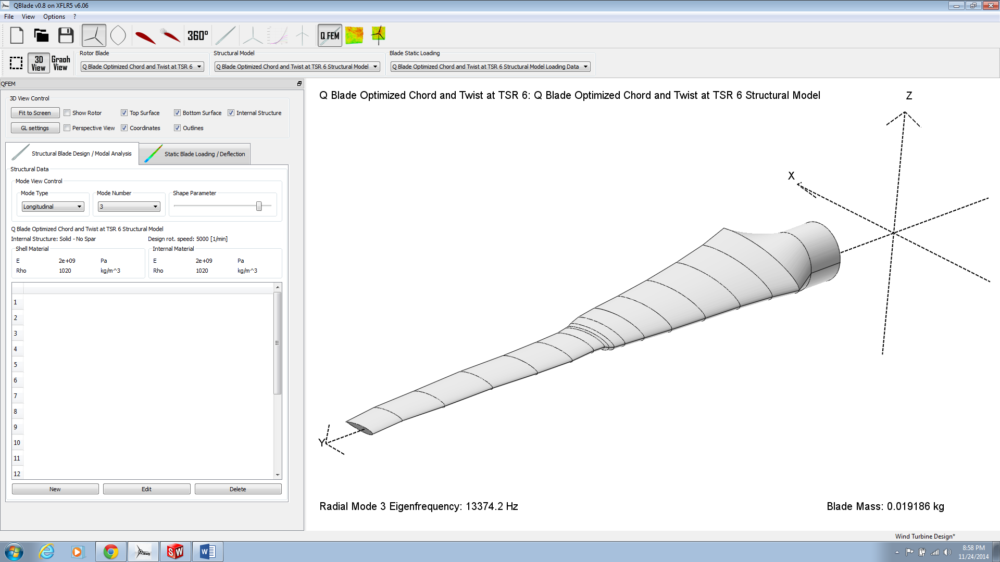 QBlade v0.8 on XFLR5 v6.06
File View Options ?
360° Q FEM
3D View
Graph View
Rotor Blade
Q Blade Optimized Chord and Twist at TSR 6
Structural Model
Q Blade Optimized Chord and Twist at TSR 6 Structural Model
Blade Static Loading
Q Blade Optimized Chord and Twist at TSR 6 Structural Model Loading Data
QFEM
3D View Control
Fit to Screen Show Rotor Top Surface Bottom Surface Internal Structure
GL settings Perspective View Coordinates Outlines
Structural Blade Design / Modal Analysis
Static Blade Loading / Deflection
Structural Data
Mode View Control
Mode Type Mode Number Shape Parameter
Longitudinal 3
Q Blade Optimized Chord and Twist at TSR 6 Structural Model
Internal Structure: Solid - No Spar Design rot. speed: 5000 [1/min]
Shell Material Internal Material
E 2e+09 Pa E 2e+09 Pa
Rho 1020 kg/m^3 Rho 1020 kg/m^3
1
2
3
4
5
6
7
8
9
10
11
12
New Edit Delete
Q Blade Optimized Chord and Twist at TSR 6: Q Blade Optimized Chord and Twist at TSR 6 Structural Model
Z
X
Y
Radial Mode 3 Eigenfrequency: 13374.2 Hz
Blade Mass: 0.019186 kg
Wind Turbine Design*
SW
W
8:58 PM
11/24/2014